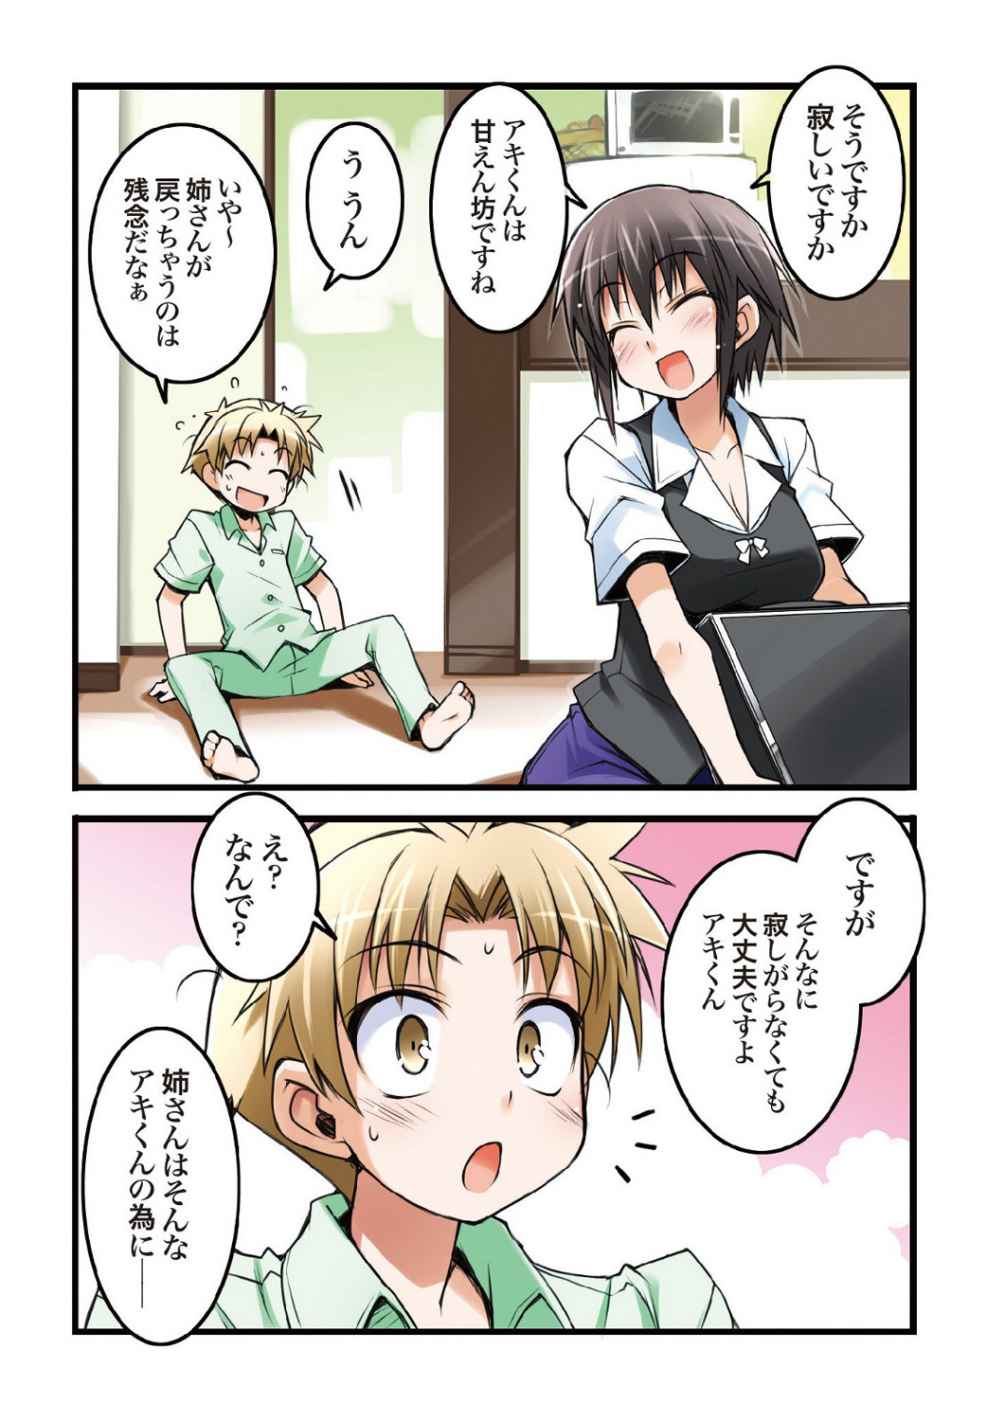 そうですか
寂しいですか
アキくんは
甘えん坊ですね
う うん
いや～
姉さんが
戻っちゃうのは
残念だなぁ
ですが
そんなに
寂しがらなくても
大丈夫ですよ
アキくん
え?
なんで?
姉さんはそんな
アキくんの為に──